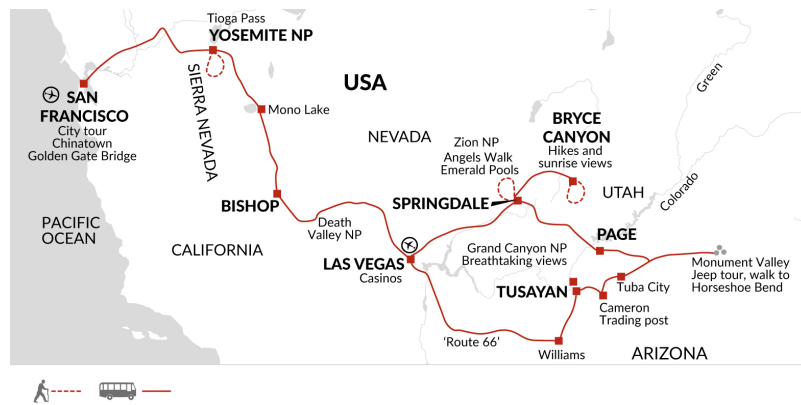 Tioga Pass
YOSEMITE NP
SAN
FRANCISCO
City tour
Chinatown
Golden Gate Bridge
SIERRA NEVADA
Mono Lake
USA
NEVADA
BISHOP
PACIFIC
OCEAN
CALIFORNIA
Death
Valley NP
LAS VEGAS
Casinos
Zion NP
Angels Walk
Emerald Pools
SPRINGDALE
BRYCE
CANYON
Hikes and
sunrise views
UTAH
Green
Colorado
PAGE
Grand Canyon NP
Breathtaking views
TUSAYAN
Monument Valley
Jeep tour, walk to
Horseshoe Bend
Tuba City
Cameron
Trading post
'Route 66'
Williams
ARIZONA